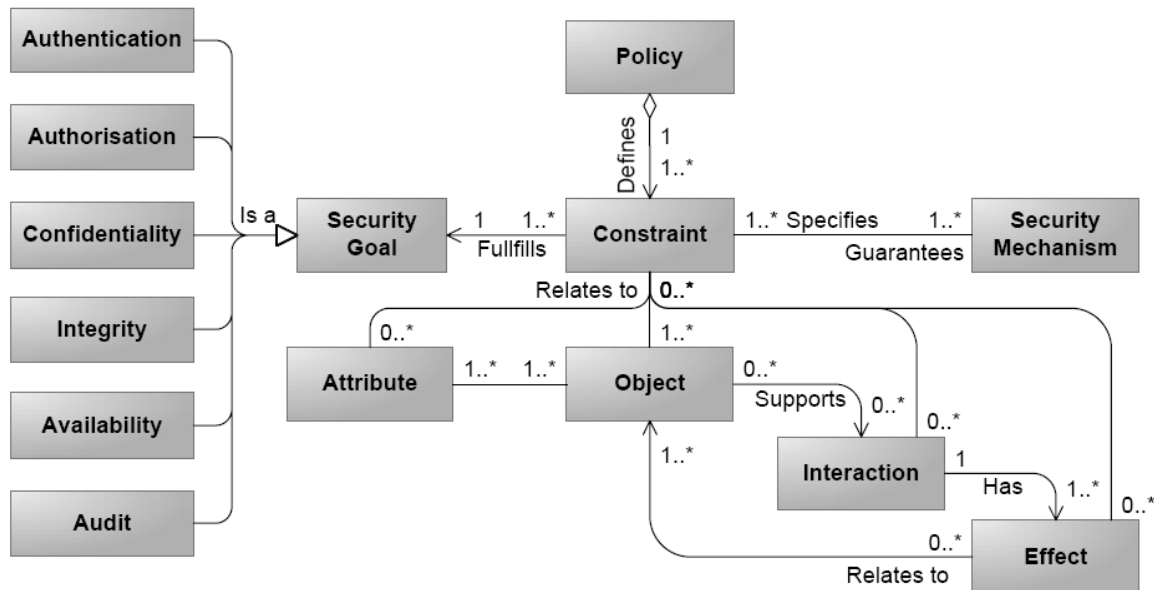 Authentication
Authorisation
Confidentiality
Integrity
Availability
Audit
Is a
Security
Goal
Policy
Defines
1
1..*
1
1..*
Fullfills
Constraint
1..*
Specifies
1..*
Guarantees
Security
Mechanism
Relates to
0..*
0..*
1..*
Attribute
1..*
1..*
Object
0..*
Supports
0..*
0..*
1..*
Interaction
1
Has
1..*
0..*
0..*
Relates to
Effect